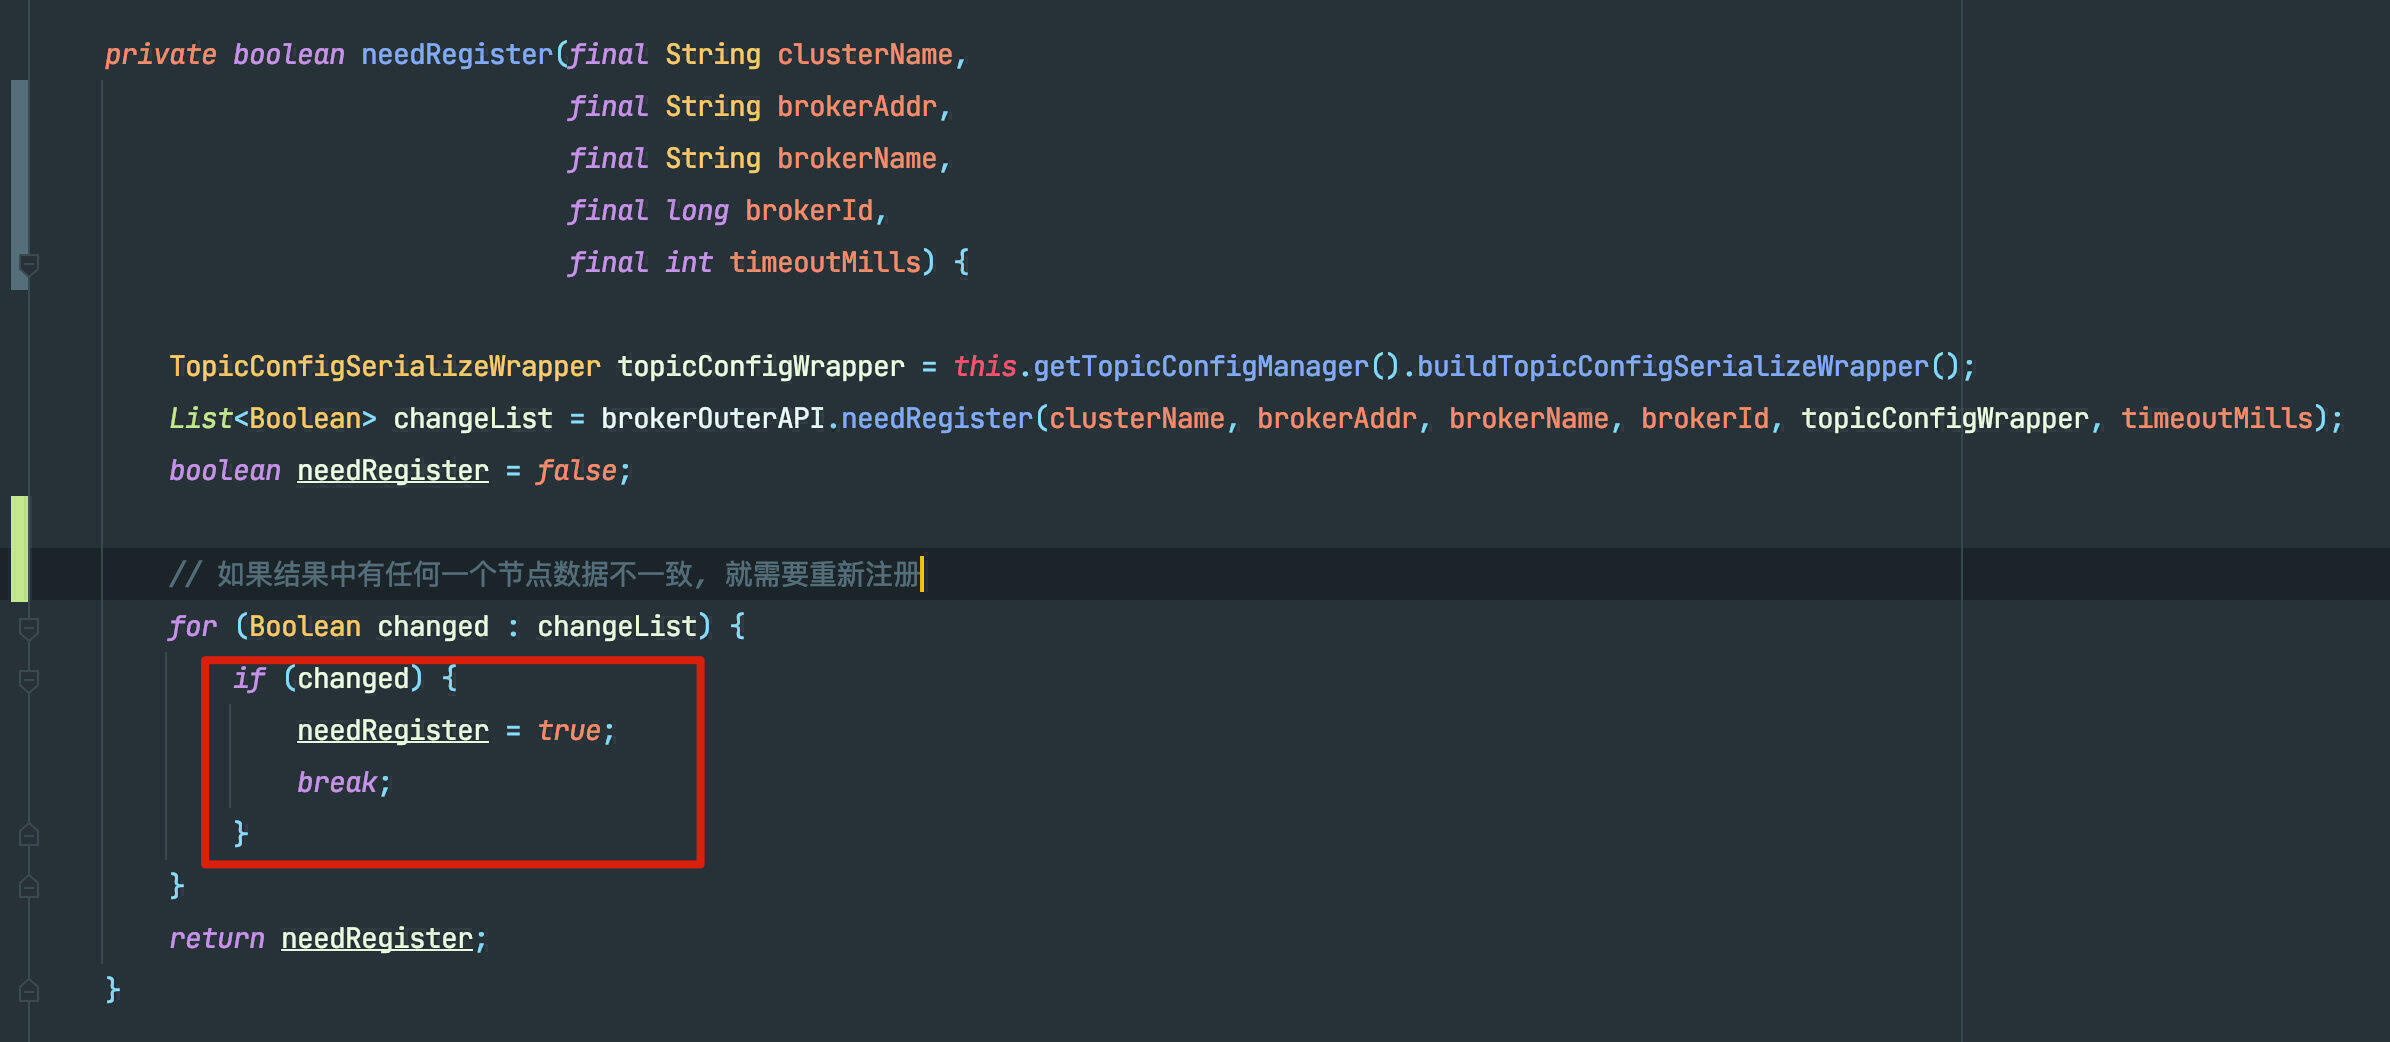 private boolean needRegister(final String clusterName,
final String brokerAddr,
final String brokerName,
final long brokerId,
final int timeoutMills) {
TopicConfigSerializeWrapper topicConfigWrapper = this.getTopicConfigManager().buildTopicConfigSerializeWrapper();
List<Boolean> changeList = brokerOuterAPI.needRegister(clusterName, brokerAddr, brokerName, brokerId, topicConfigWrapper, timeoutMills);
boolean needRegister = false;
// 如果结果中有任何一个节点数据不一致, 就需要重新注册
for (Boolean changed : changeList) {
if (changed) {
needRegister = true;
break;
}
}
return needRegister;
}